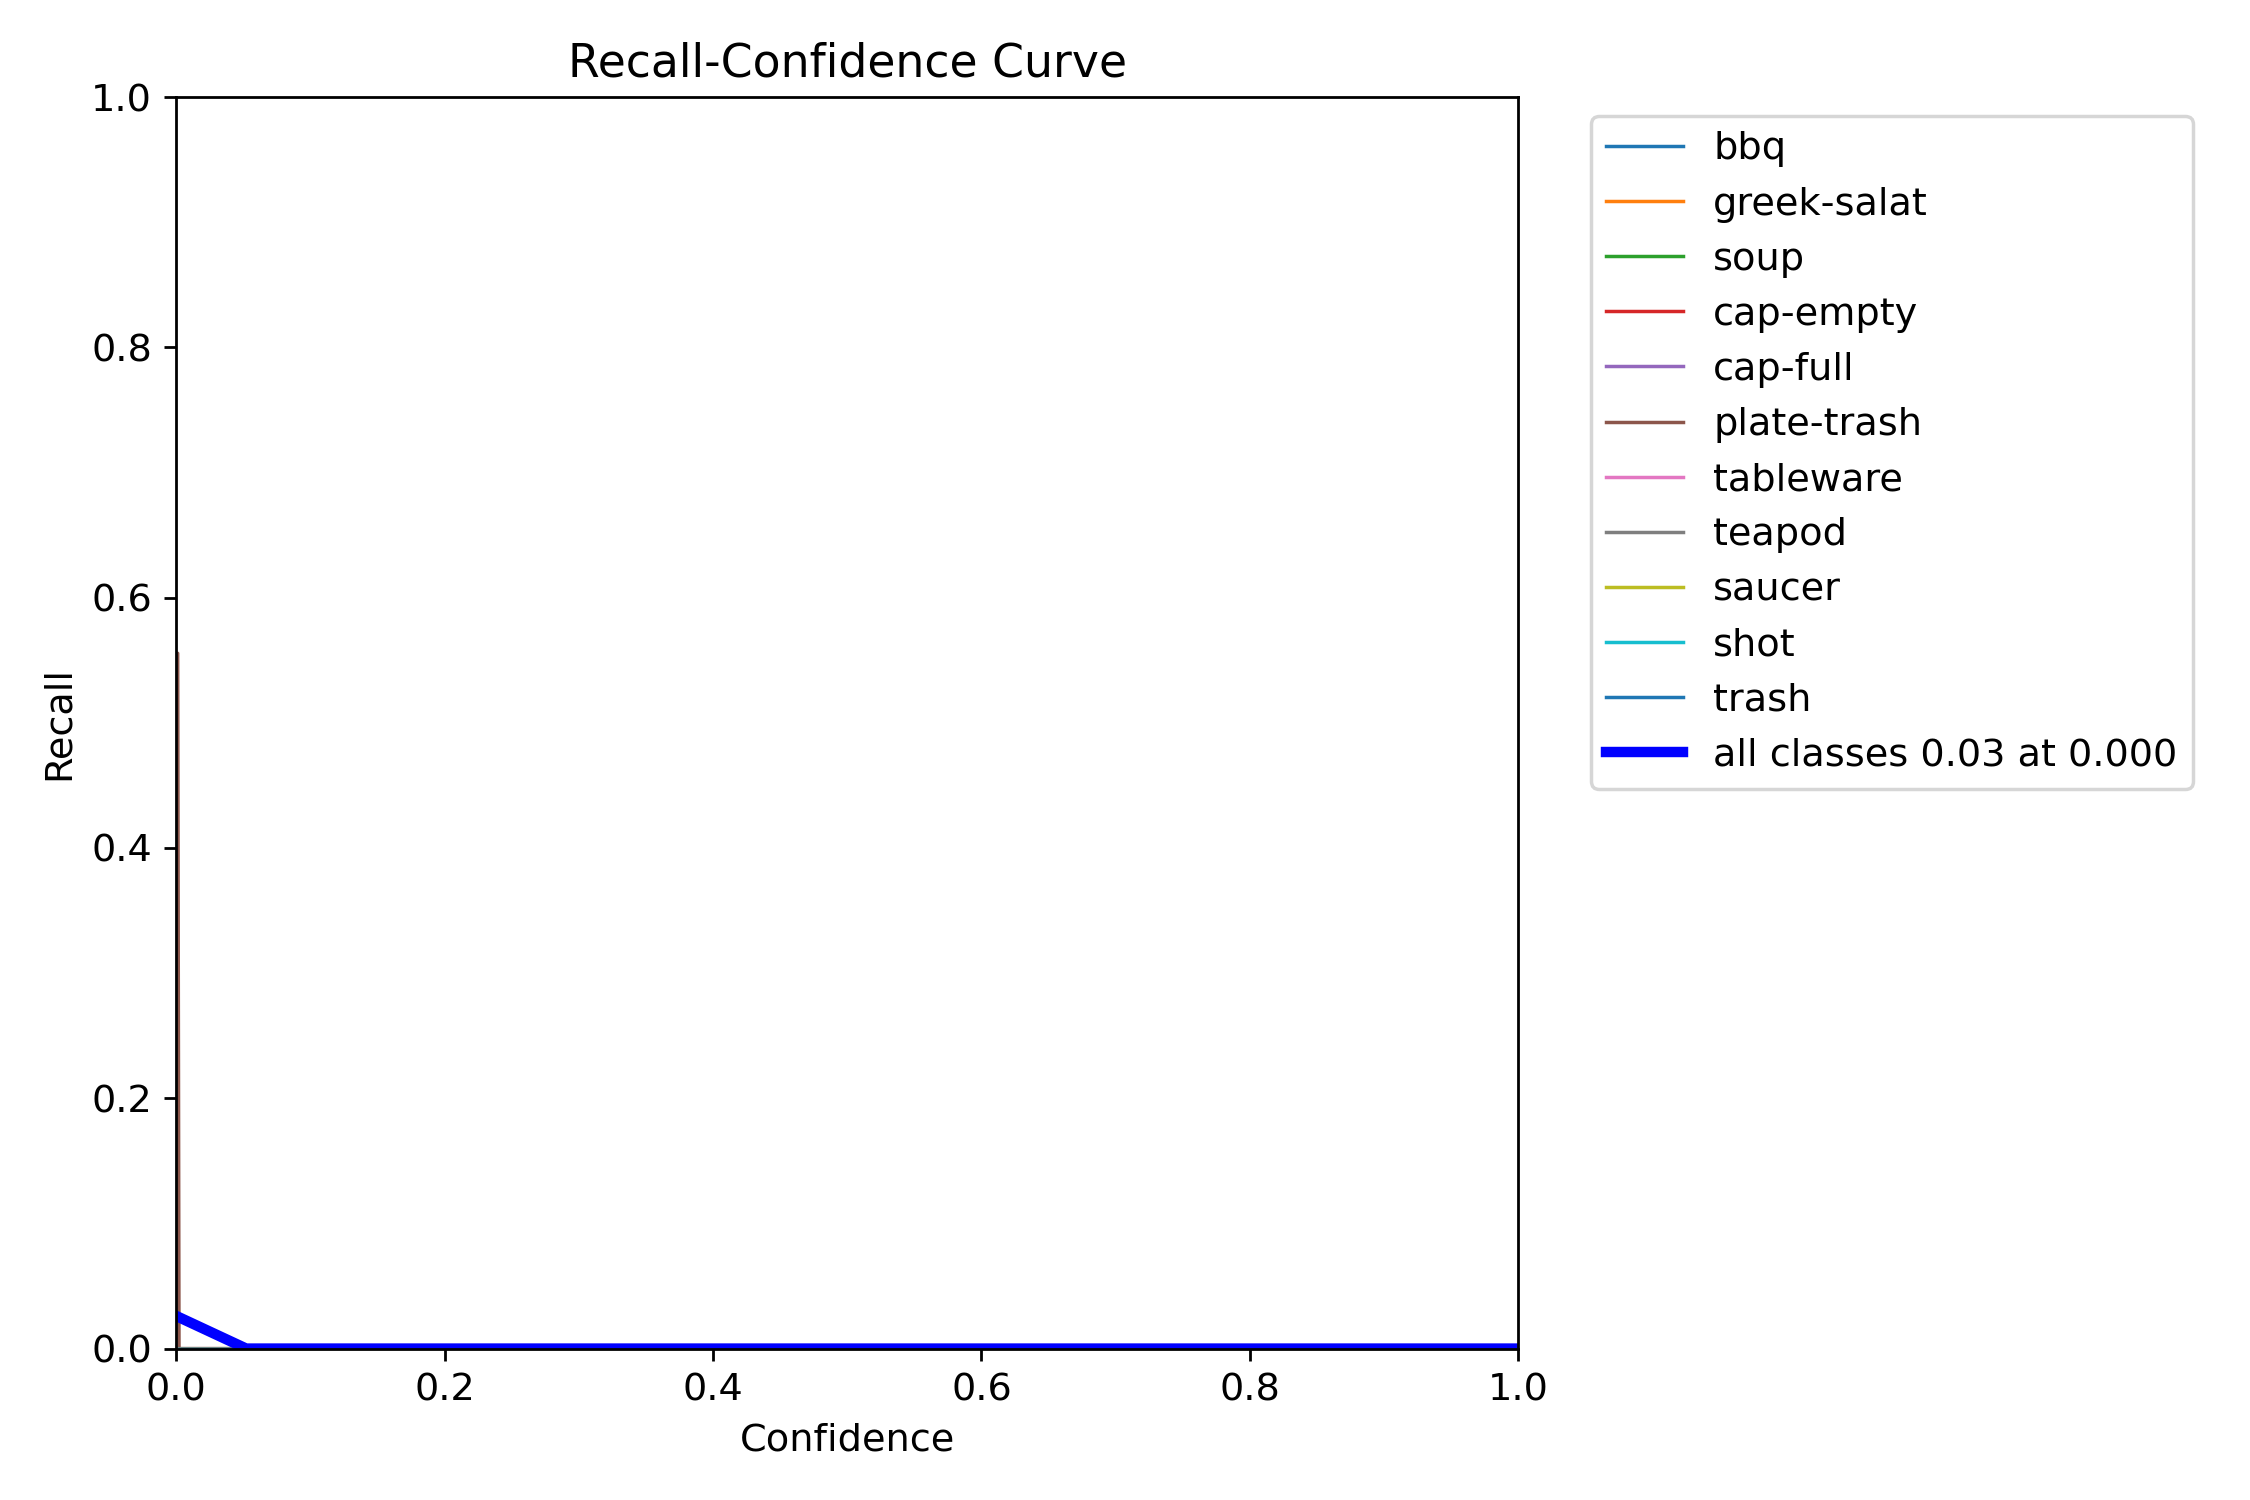 Recall-Confidence Curve
1.0
0.8
0.6
0.4
0.2
0.0
Recall
0.0 0.2 0.4 0.6 0.8 1.0
Confidence
bbq
greek-salat
soup
cap-empty
cap-full
plate-trash
tableware
teapod
saucer
shot
trash
all classes 0.03 at 0.000